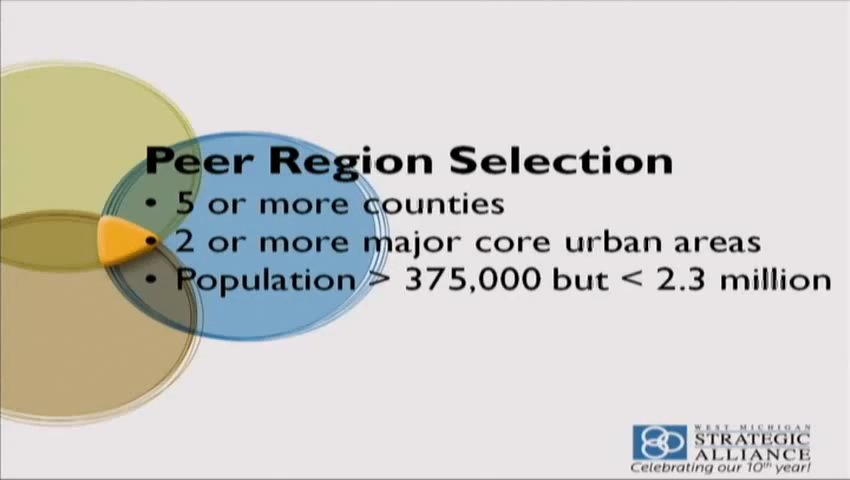 Peer Region Selection
• 5 or more counties
• 2 or more major core urban areas
• Population > 375,000 but < 2.3 million
WEST MICHIGAN
STRATEGIC
ALLIANCE
Celebrating our 10th year!